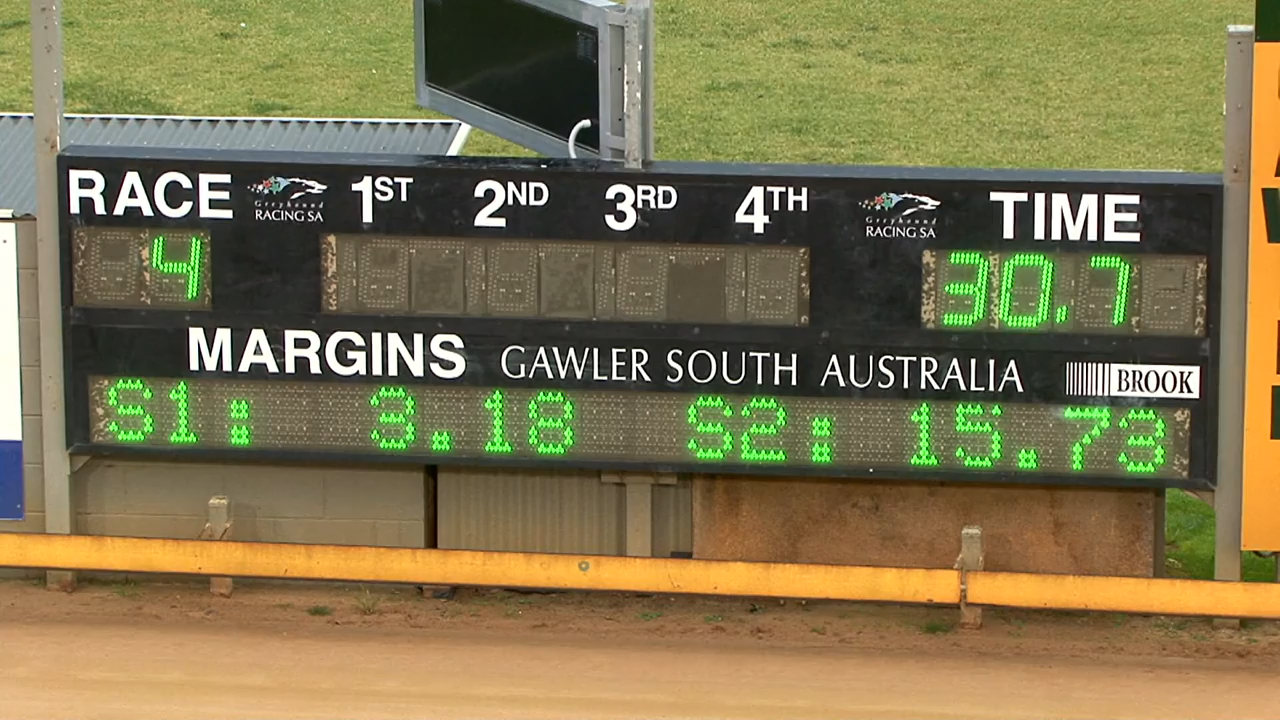 RACE Greyhound RACING SA 1ST 2ND 3RD 4TH Greyhound RACING SA TIME
4 30.7
MARGINS GAWLER SOUTH AUSTRALIA BROOK
S1: 3.18 S2: 15.73